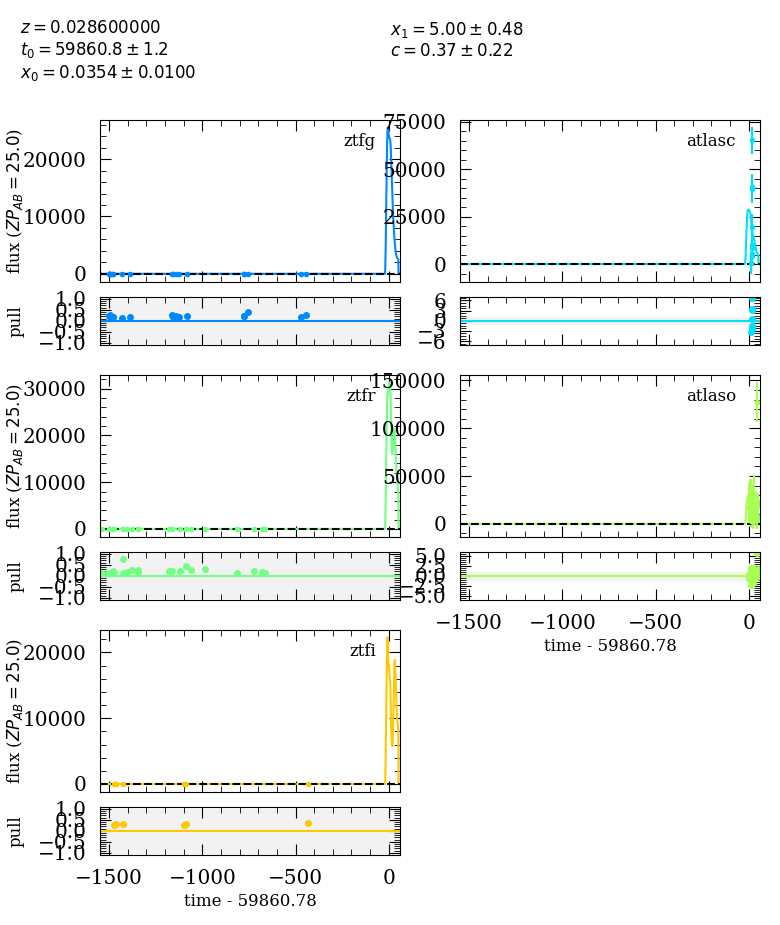 z = 0.028600000
t₀ = 59860.8 ± 1.2
x₀ = 0.0354 ± 0.0100
x₁ = 5.00 ± 0.48
c = 0.37 ± 0.22
ztfg
flux (ZP_AB = 25.0)
20000
10000
0
pull
1.0
0.5
0.0
−0.5
−1.0
atlasc
75000
50000
25000
0
6
3
0
−3
−6
ztfr
flux (ZP_AB = 25.0)
30000
20000
10000
0
pull
1.0
0.5
0.0
−0.5
−1.0
atlaso
150000
100000
50000
0
5.0
2.5
0.0
−2.5
−5.0
−1500 −1000 −500 0
time - 59860.78
ztfi
flux (ZP_AB = 25.0)
20000
10000
0
pull
1.0
0.5
0.0
−0.5
−1.0
−1500 −1000 −500 0
time - 59860.78